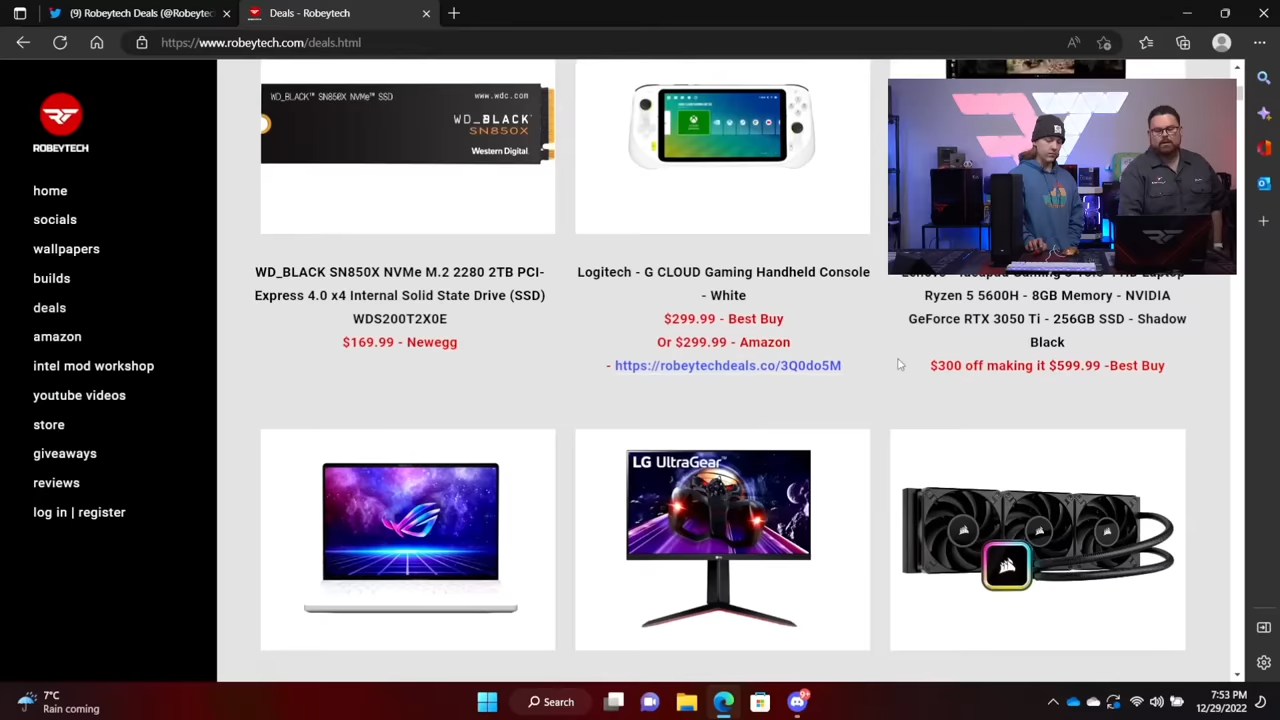 (9) Robeytech Deals (@Robeytec
Deals - Robeytech
https://www.robeytech.com/deals.html
ROBEYTECH
home
socials
wallpapers
builds
deals
amazon
intel mod workshop
youtube videos
store
giveaways
reviews
log in | register
WD_BLACK™ SN850X NVMe™ SSD
www.wdc.com
WD_BLACK
SN850X
Western Digital
WD_BLACK SN850X NVMe M.2 2280 2TB PCI-
Express 4.0 x4 Internal Solid State Drive (SSD)
WDS200T2X0E
$169.99 - Newegg
Logitech - G CLOUD Gaming Handheld Console
- White
$299.99 - Best Buy
Or $299.99 - Amazon
- https://robeytechdeals.co/3Q0do5M
Ryzen 5 5600H - 8GB Memory - NVIDIA
GeForce RTX 3050 Ti - 256GB SSD - Shadow
Black
$300 off making it $599.99 -Best Buy
LG UltraGear™
7°C
Rain coming
Search
9+
7:53 PM
12/29/2022